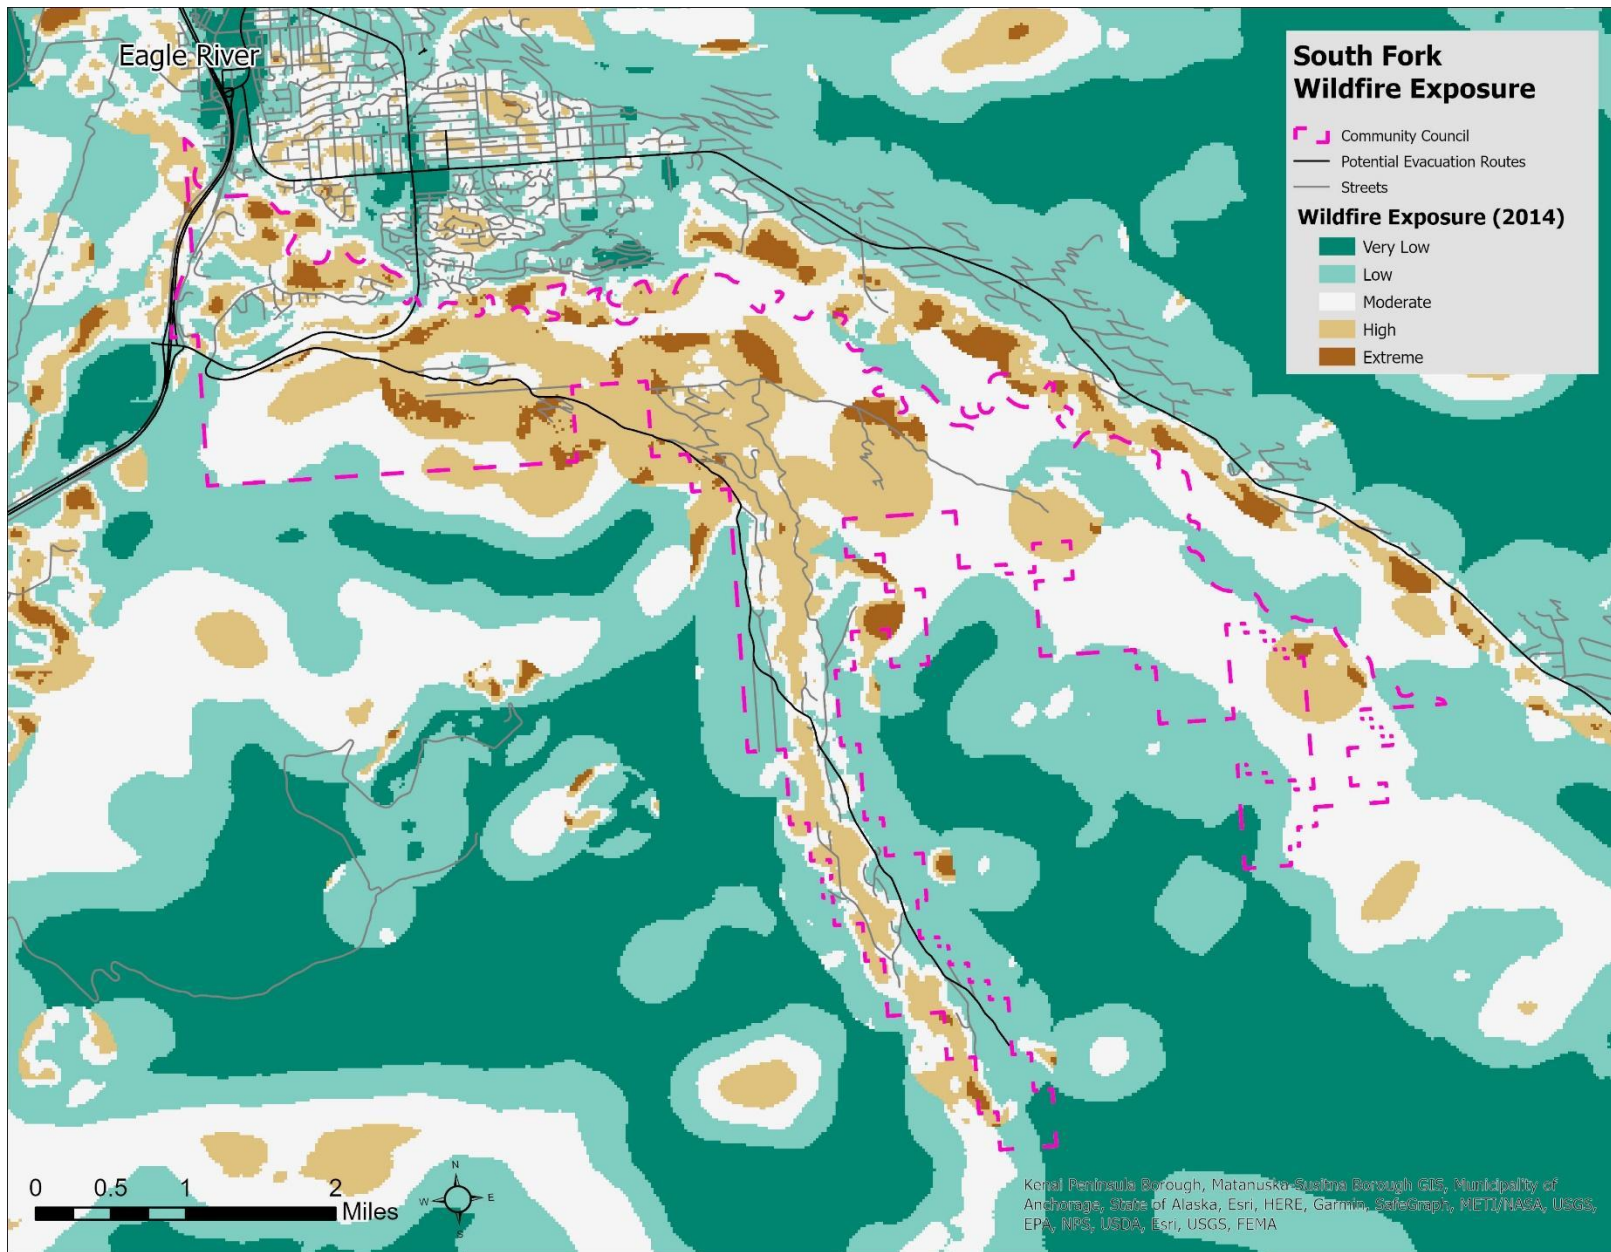 Eagle River
South Fork
Wildfire Exposure
Community Council
Potential Evacuation Routes
Streets
Wildfire Exposure (2014)
Very Low
Low
Moderate
High
Extreme
0 0.5 1 2
Miles
N
W E
S
Kenai Peninsula Borough, Matanuska-Susitna Borough GIS, Municipality of
Anchorage, State of Alaska, Esri, HERE, Garmin, SafeGraph, METI/NASA, USGS,
EPA, NPS, USDA, Esri, USGS, FEMA